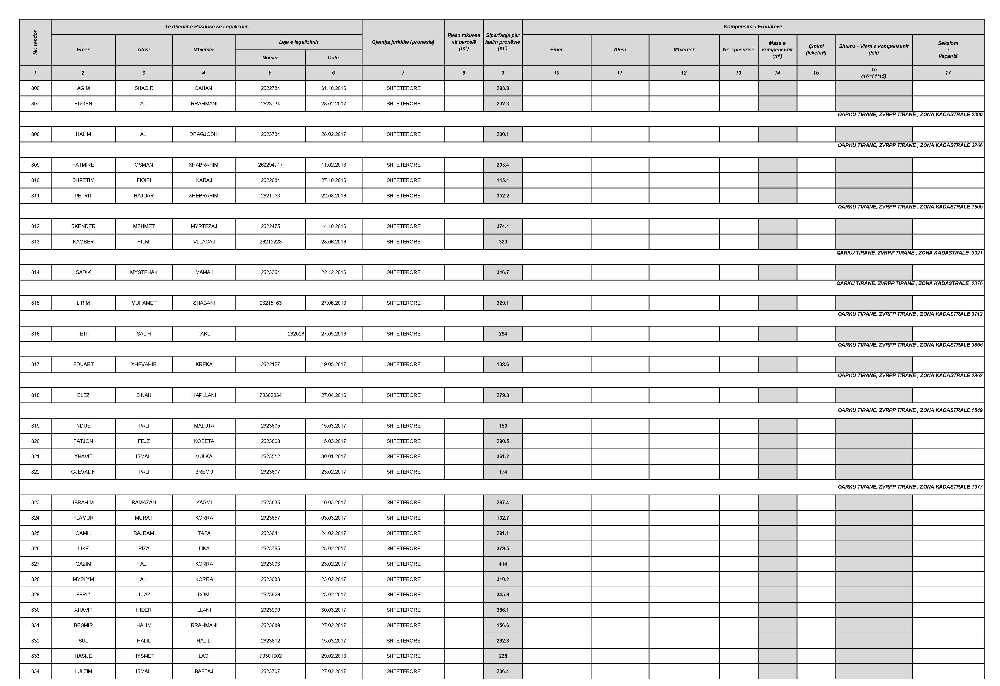 Nr. rendor Të dhënat e Pasurisë së Legalizuar Gjendja juridike (pronesia) Pjesa takuese në parcelë (m²) Sipërfaqja për kalim pronësie (m²) Kompensimi i Pronarëve
Emër Atësi Mbiemër Leja e legalizimit Emër Atësi Mbiemër Nr. i pasurisë Masa e kompensimit (m²) Çmimi (leke/m²) Shuma - Vlera e kompensimit (lek) Seksioni i Veçantë
Numer Date
1 2 3 4 5 6 7 8 9 10 11 12 13 14 15 16 (16=14*15) 17
806 AGIM SHAQIR CAHANI 2622784 31.10.2016 SHTETERORE 283.8
807 EUGEN ALI RRAHMANI 2623734 28.02.2017 SHTETERORE 202.3
QARKU TIRANE, ZVRPP TIRANE , ZONA KADASTRALE 2380
808 HALIM ALI DRAGJOSHI 2623734 28.02.2017 SHTETERORE 230.1
QARKU TIRANE, ZVRPP TIRANE , ZONA KADASTRALE 3266
809 FATMIRE OSMAN XHABRAHIMI 262294717 11.02.2016 SHTETERORE 203.4
810 SHPETIM FIQIRI KARAJ 2622684 27.10.2016 SHTETERORE 145.4
811 PETRIT HAJDAR XHEBRAHIMI 2621753 22.08.2016 SHTETERORE 352.2
QARKU TIRANE, ZVRPP TIRANE , ZONA KADASTRALE 1605
812 SKENDER MEHMET MYRTEZAJ 2622475 14.10.2016 SHTETERORE 374.4
813 KAMBER HILMI VLLACAJ 26215228 28.06.2016 SHTETERORE 320
QARKU TIRANE, ZVRPP TIRANE , ZONA KADASTRALE 3321
814 SADIK MYSTEHAK MAMAJ 2623364 22.12.2016 SHTETERORE 346.7
QARKU TIRANE, ZVRPP TIRANE , ZONA KADASTRALE 2376
815 LIRIM MUHAMET SHABANI 26215163 27.06.2016 SHTETERORE 329.1
QARKU TIRANE, ZVRPP TIRANE , ZONA KADASTRALE 3712
816 PETIT SALIH TAKU 262028 27.05.2016 SHTETERORE 294
QARKU TIRANE, ZVRPP TIRANE , ZONA KADASTRALE 3866
817 EDUART XHEVAHIR KREKA 2622127 19.05.2017 SHTETERORE 138.6
QARKU TIRANE, ZVRPP TIRANE , ZONA KADASTRALE 2962
818 ELEZ SINAN KAPLLANI 70302034 27.04.2016 SHTETERORE 279.3
QARKU TIRANE, ZVRPP TIRANE , ZONA KADASTRALE 1549
819 NDUE PALI MALUTA 2623805 15.03.2017 SHTETERORE 150
820 FATJON FEJZ KOBETA 2623808 15.03.2017 SHTETERORE 280.5
821 XHAVIT ISMAIL VULKA 2623512 30.01.2017 SHTETERORE 361.2
822 GJEVALIN PALI BREGU 2623607 23.02.2017 SHTETERORE 174
QARKU TIRANE, ZVRPP TIRANE , ZONA KADASTRALE 1377
823 IBRAHIM RAMAZAN KASMI 2623835 16.03.2017 SHTETERORE 297.4
824 FLAMUR MURAT KORRA 2623657 03.03.2017 SHTETERORE 132.7
825 QAMIL BAJRAM TAFA 2623641 24.02.2017 SHTETERORE 281.1
826 LIKE RIZA LIKA 2623765 28.02.2017 SHTETERORE 379.5
827 QAZIM ALI KORRA 2623033 23.02.2017 SHTETERORE 414
828 MYSLYM ALI KORRA 2623033 23.02.2017 SHTETERORE 310.2
829 FERIZ ILJAZ DOMI 2623629 23.02.2017 SHTETERORE 345.9
830 XHAVIT HIDER LLANI 2623990 30.03.2017 SHTETERORE 386.1
831 BESMIR HALIM RRAHMANI 2623689 27.02.2017 SHTETERORE 156.6
832 SUL HALIL HALILI 2623812 15.03.2017 SHTETERORE 262.8
833 HASIJE HYSMET LACI 70301302 29.02.2016 SHTETERORE 228
834 LULZIM ISMAIL BAFTAJ 2623707 27.02.2017 SHTETERORE 206.4